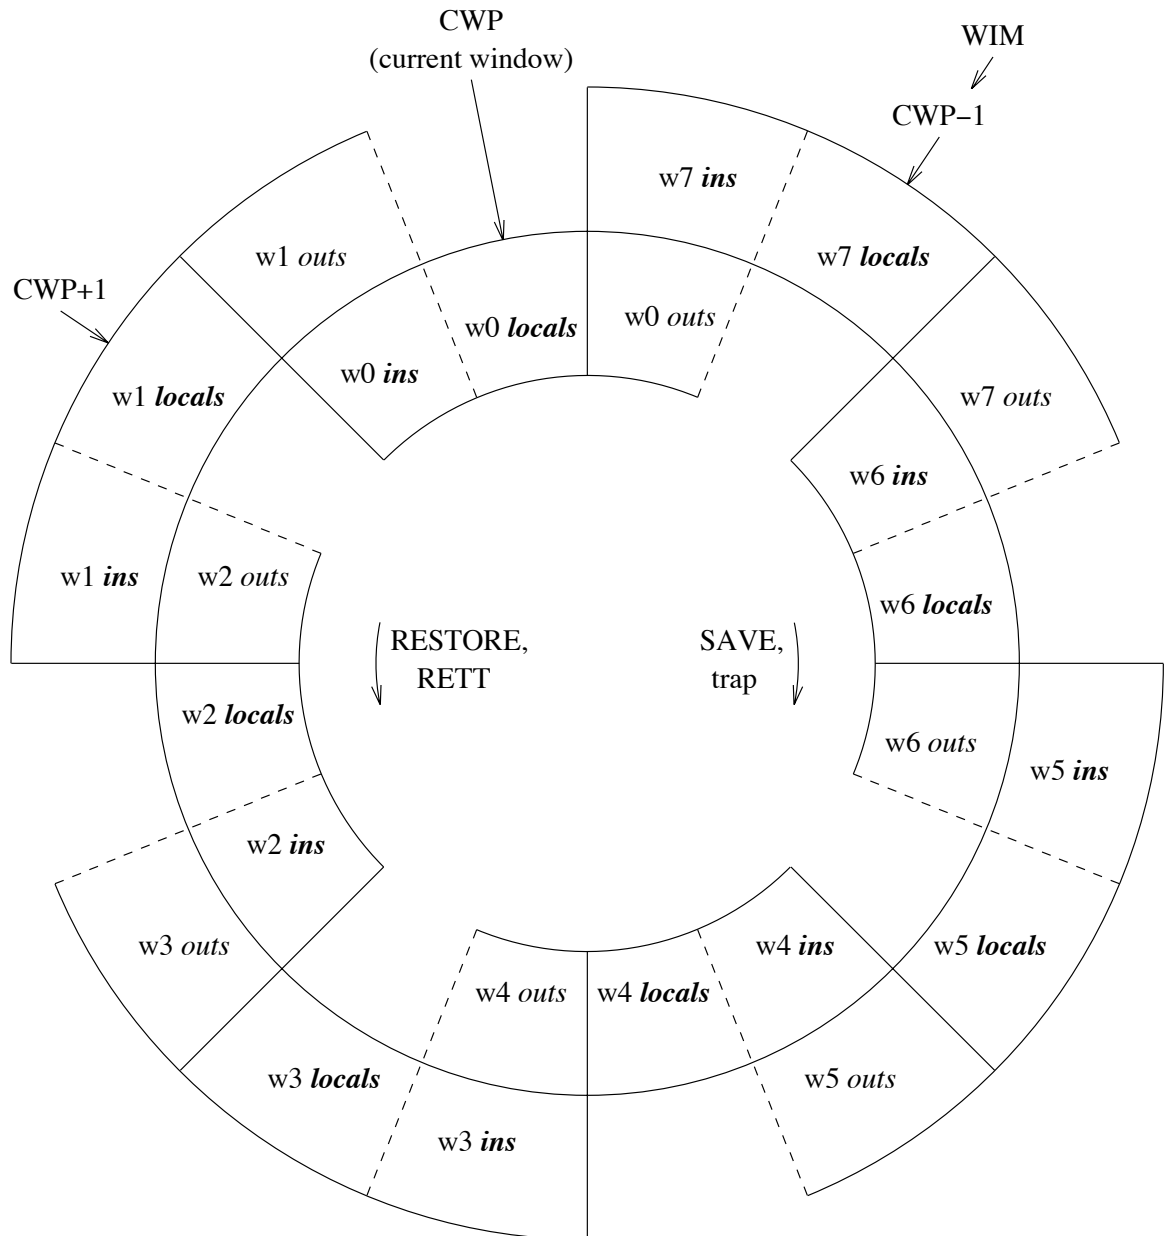 CWP
(current window)
WIM
CWP−1
w7 ins
w1 outs
w7 locals
CWP+1
w0 locals
w0 outs
w0 ins
w1 locals
w7 outs
w6 ins
w1 ins
w2 outs
w6 locals
RESTORE,
RETT
SAVE,
trap
w2 locals
w6 outs
w5 ins
w2 ins
w3 outs
w4 ins
w5 locals
w4 outs
w4 locals
w3 locals
w5 outs
w3 ins